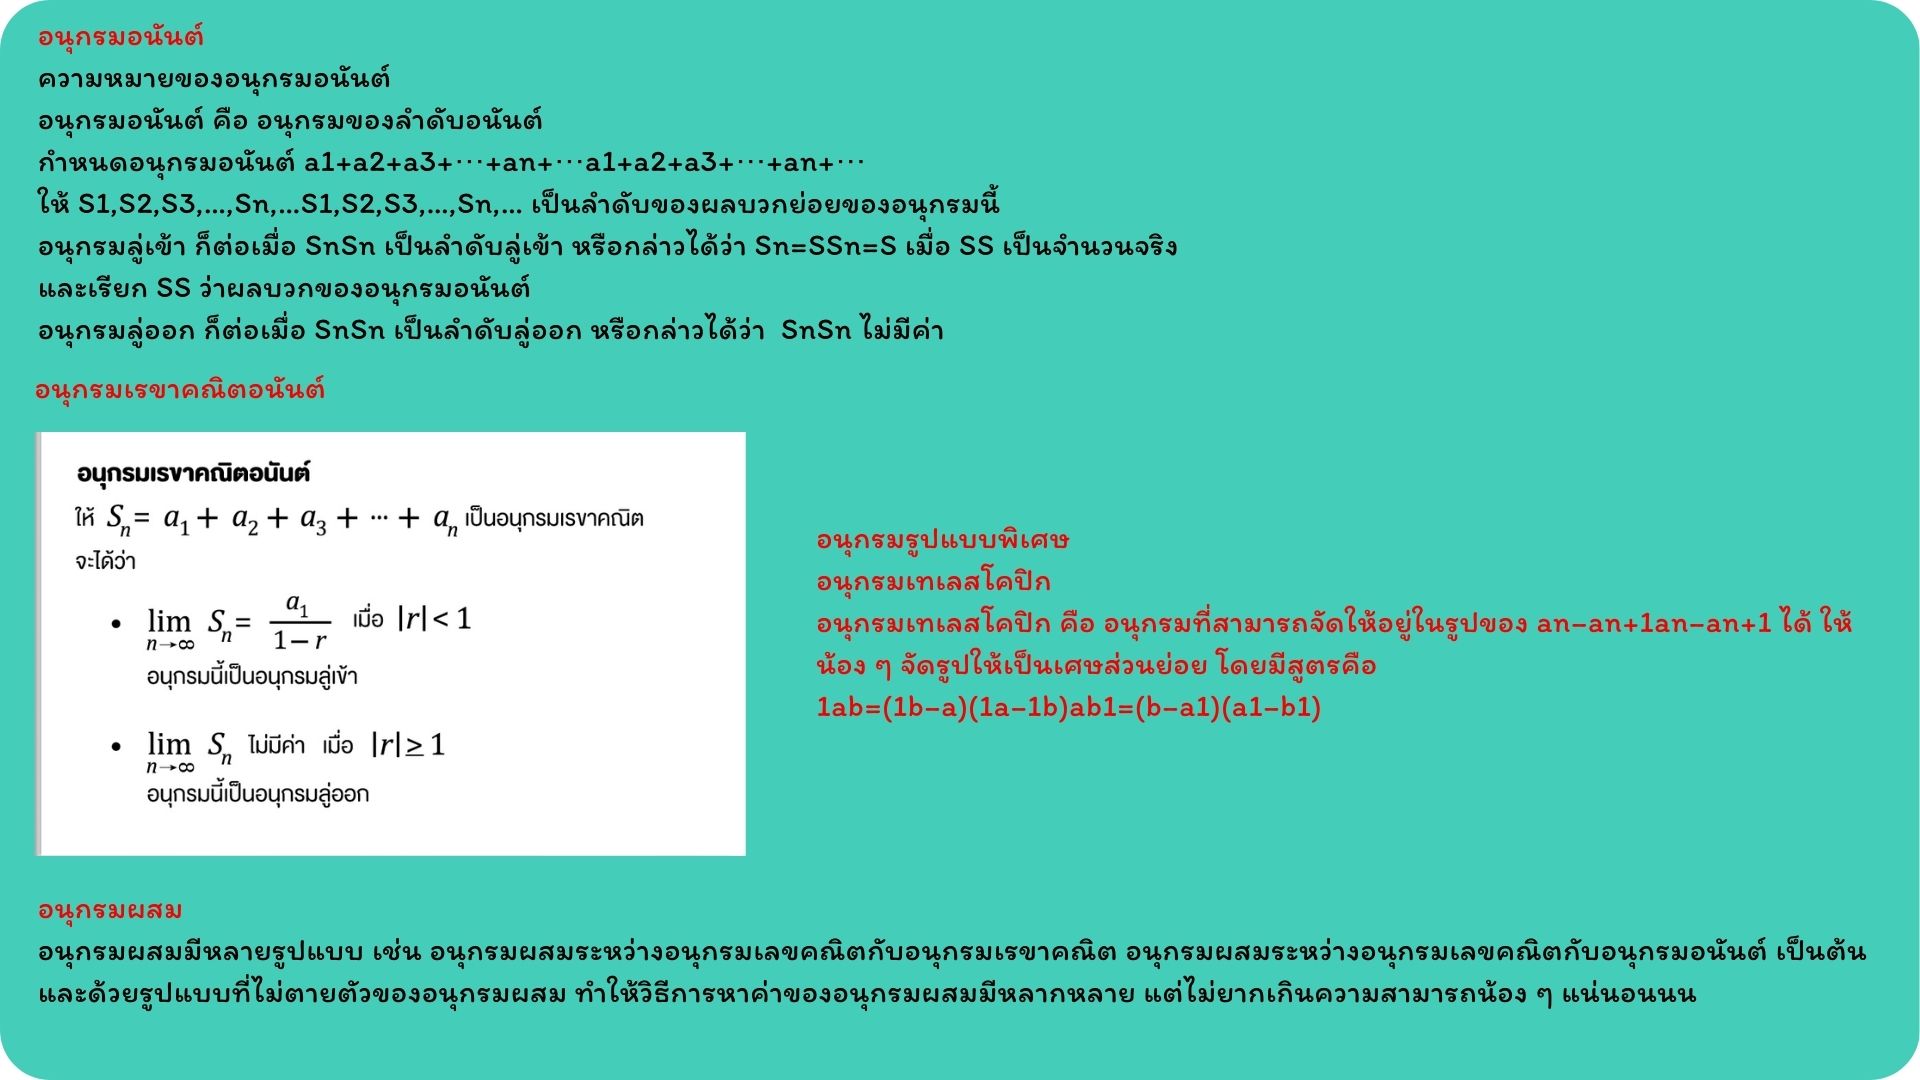 อนุกรมอนันต์
ความหมายของอนุกรมอนันต์
อนุกรมอนันต์ คือ อนุกรมของลำดับอนันต์
กำหนดอนุกรมอนันต์ a1+a2+a3+⋯+an+⋯a1+a2+a3+⋯+an+⋯
ให้ S1,S2,S3,...,Sn,...S1,S2,S3,...,Sn,... เป็นลำดับของผลบวกย่อยของอนุกรมนี้
อนุกรมลู่เข้า ก็ต่อเมื่อ SnSn เป็นลำดับลู่เข้า หรือกล่าวได้ว่า Sn=SSn=S เมื่อ SS เป็นจำนวนจริง
และเรียก SS ว่าผลบวกของอนุกรมอนันต์
อนุกรมลู่ออก ก็ต่อเมื่อ SnSn เป็นลำดับลู่ออก หรือกล่าวได้ว่า  SnSn ไม่มีค่า
อนุกรมเรขาคณิตอนันต์
อนุกรมเรขาคณิตอนันต์
ให้ Sₙ= a₁+ a₂ + a₃ + ··· + aₙ เป็นอนุกรมเรขาคณิต
จะได้ว่า
• lim n→∞ Sₙ= a₁/(1−r) เมื่อ |r|< 1
อนุกรมนี้เป็นอนุกรมลู่เข้า
• lim n→∞ Sₙ ไม่มีค่า เมื่อ |r|≥ 1
อนุกรมนี้เป็นอนุกรมลู่ออก
อนุกรมรูปแบบพิเศษ
อนุกรมเทเลสโคปิก
อนุกรมเทเลสโคปิก คือ อนุกรมที่สามารถจัดให้อยู่ในรูปของ an−an+1an−an+1 ได้ ให้
น้อง ๆ จัดรูปให้เป็นเศษส่วนย่อย โดยมีสูตรคือ
1ab=(1b−a)(1a−1b)ab1=(b−a1)(a1−b1)
อนุกรมผสม
อนุกรมผสมมีหลายรูปแบบ เช่น อนุกรมผสมระหว่างอนุกรมเลขคณิตกับอนุกรมเรขาคณิต อนุกรมผสมระหว่างอนุกรมเลขคณิตกับอนุกรมอนันต์ เป็นต้น
และด้วยรูปแบบที่ไม่ตายตัวของอนุกรมผสม ทำให้วิธีการหาค่าของอนุกรมผสมมีหลากหลาย แต่ไม่ยากเกินความสามารถน้อง ๆ แน่นอนนน